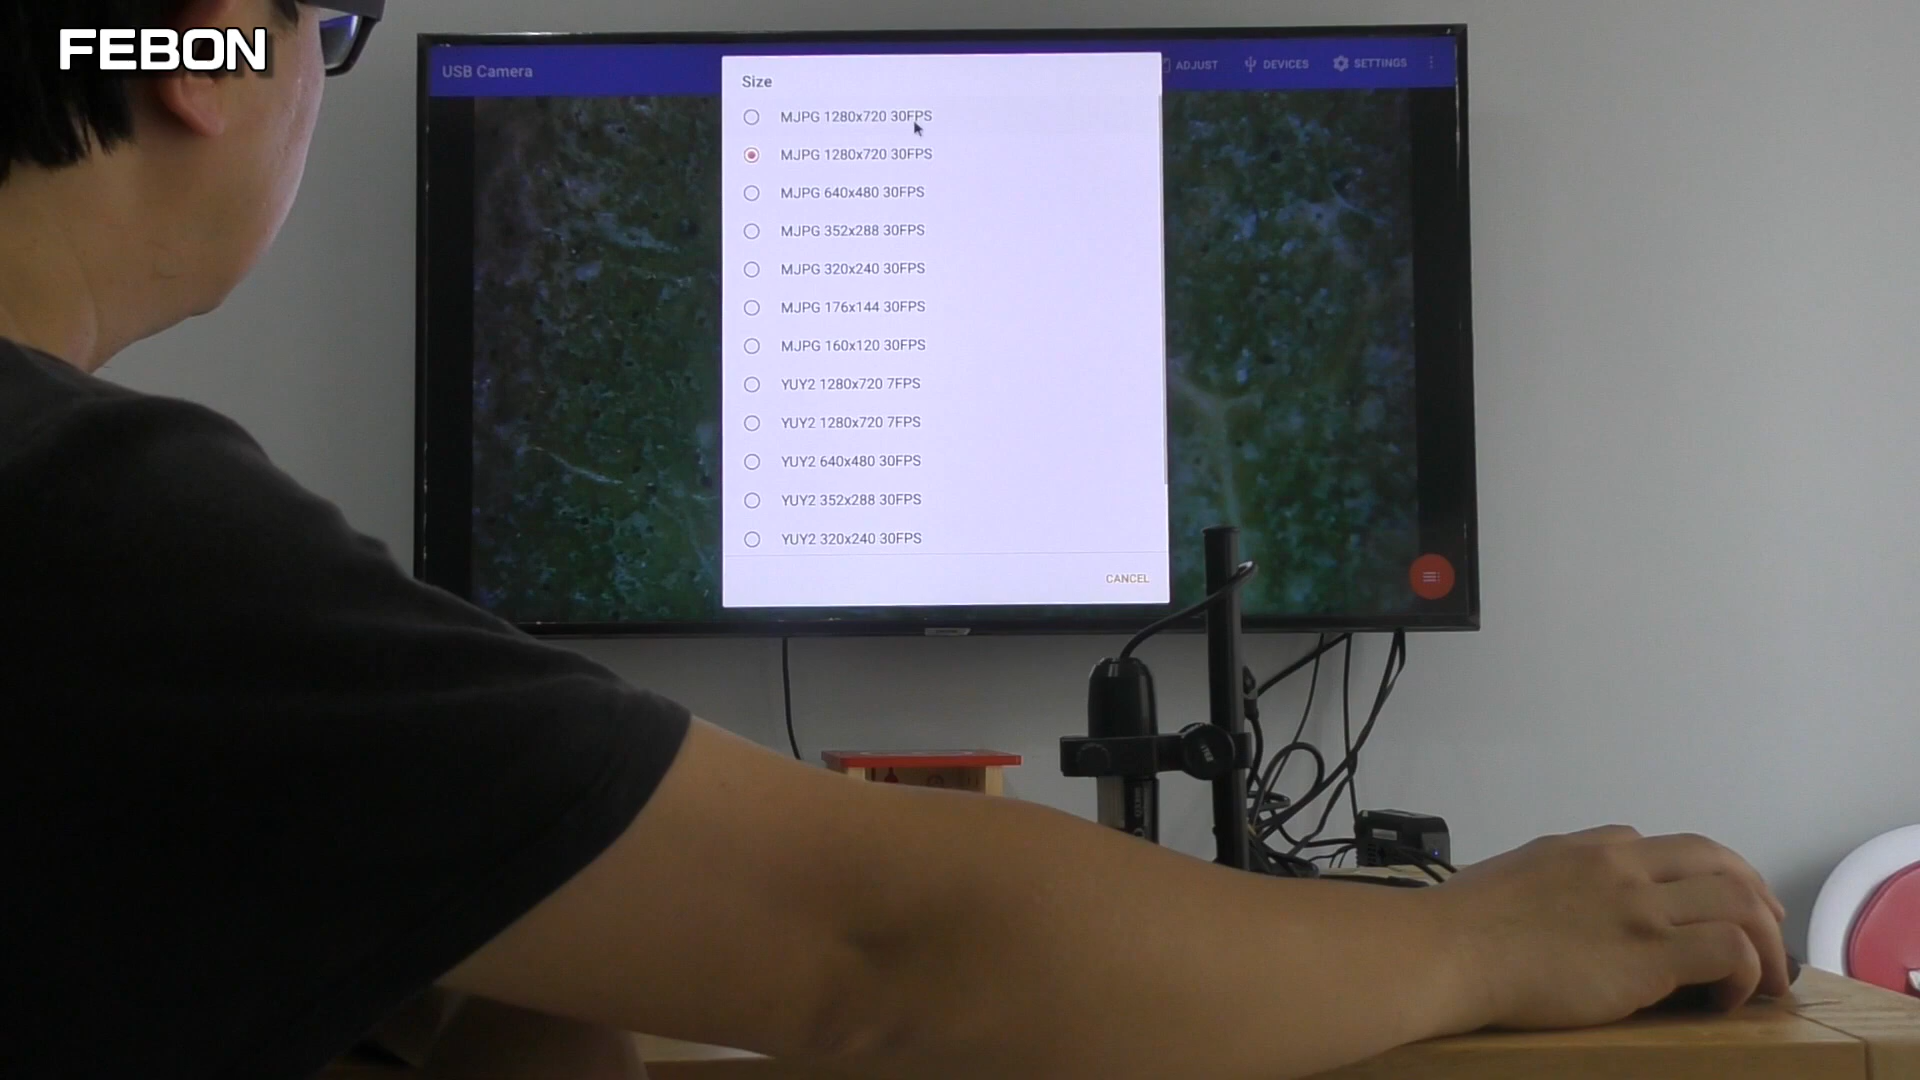 FEBON
USB Camera
ADJUST
DEVICES
SETTINGS
Size
MJPG 1280x720 30FPS
MJPG 1280x720 30FPS
MJPG 640x480 30FPS
MJPG 352x288 30FPS
MJPG 320x240 30FPS
MJPG 176x144 30FPS
MJPG 160x120 30FPS
YUY2 1280x720 7FPS
YUY2 1280x720 7FPS
YUY2 640x480 30FPS
YUY2 352x288 30FPS
YUY2 320x240 30FPS
CANCEL